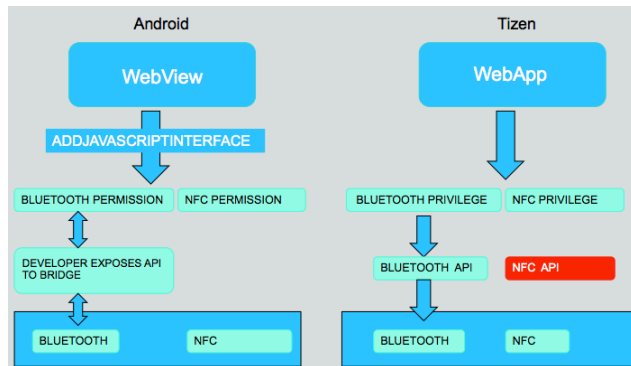 Android
Tizen
WebView
WebApp
ADDJAVASCRIPTINTERFACE
BLUETOOTH PERMISSION
NFC PERMISSION
BLUETOOTH PRIVILEGE
NFC PRIVILEGE
DEVELOPER EXPOSES API
TO BRIDGE
BLUETOOTH API
NFC API
BLUETOOTH
NFC
BLUETOOTH
NFC